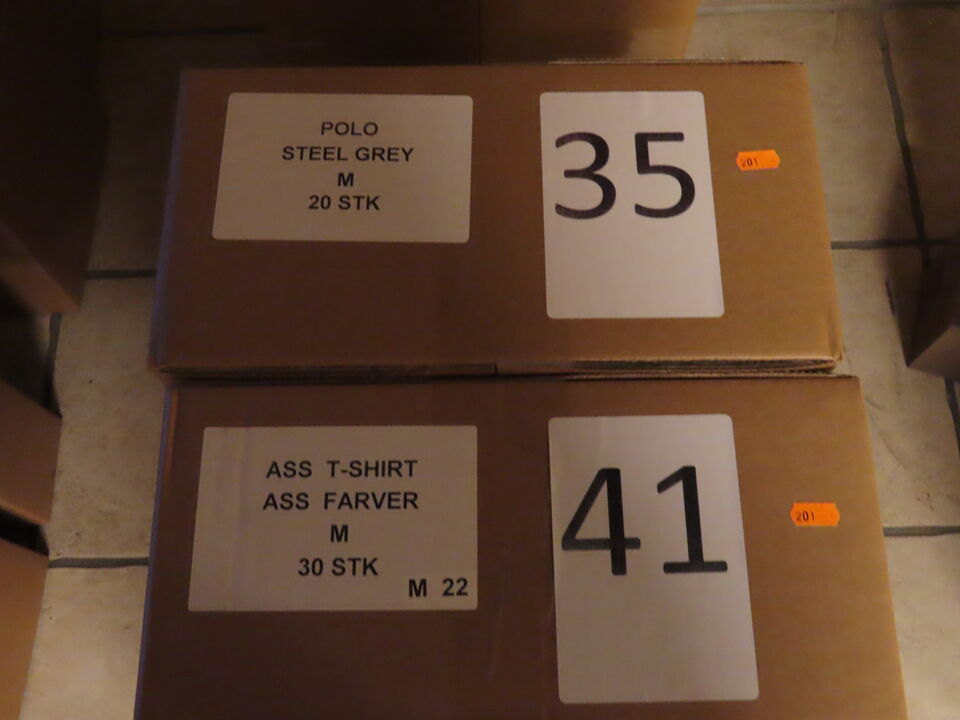 POLO
STEEL GREY
M
20 STK
35
201
ASS T-SHIRT
ASS FARVER
M
30 STK
M 22
41
201